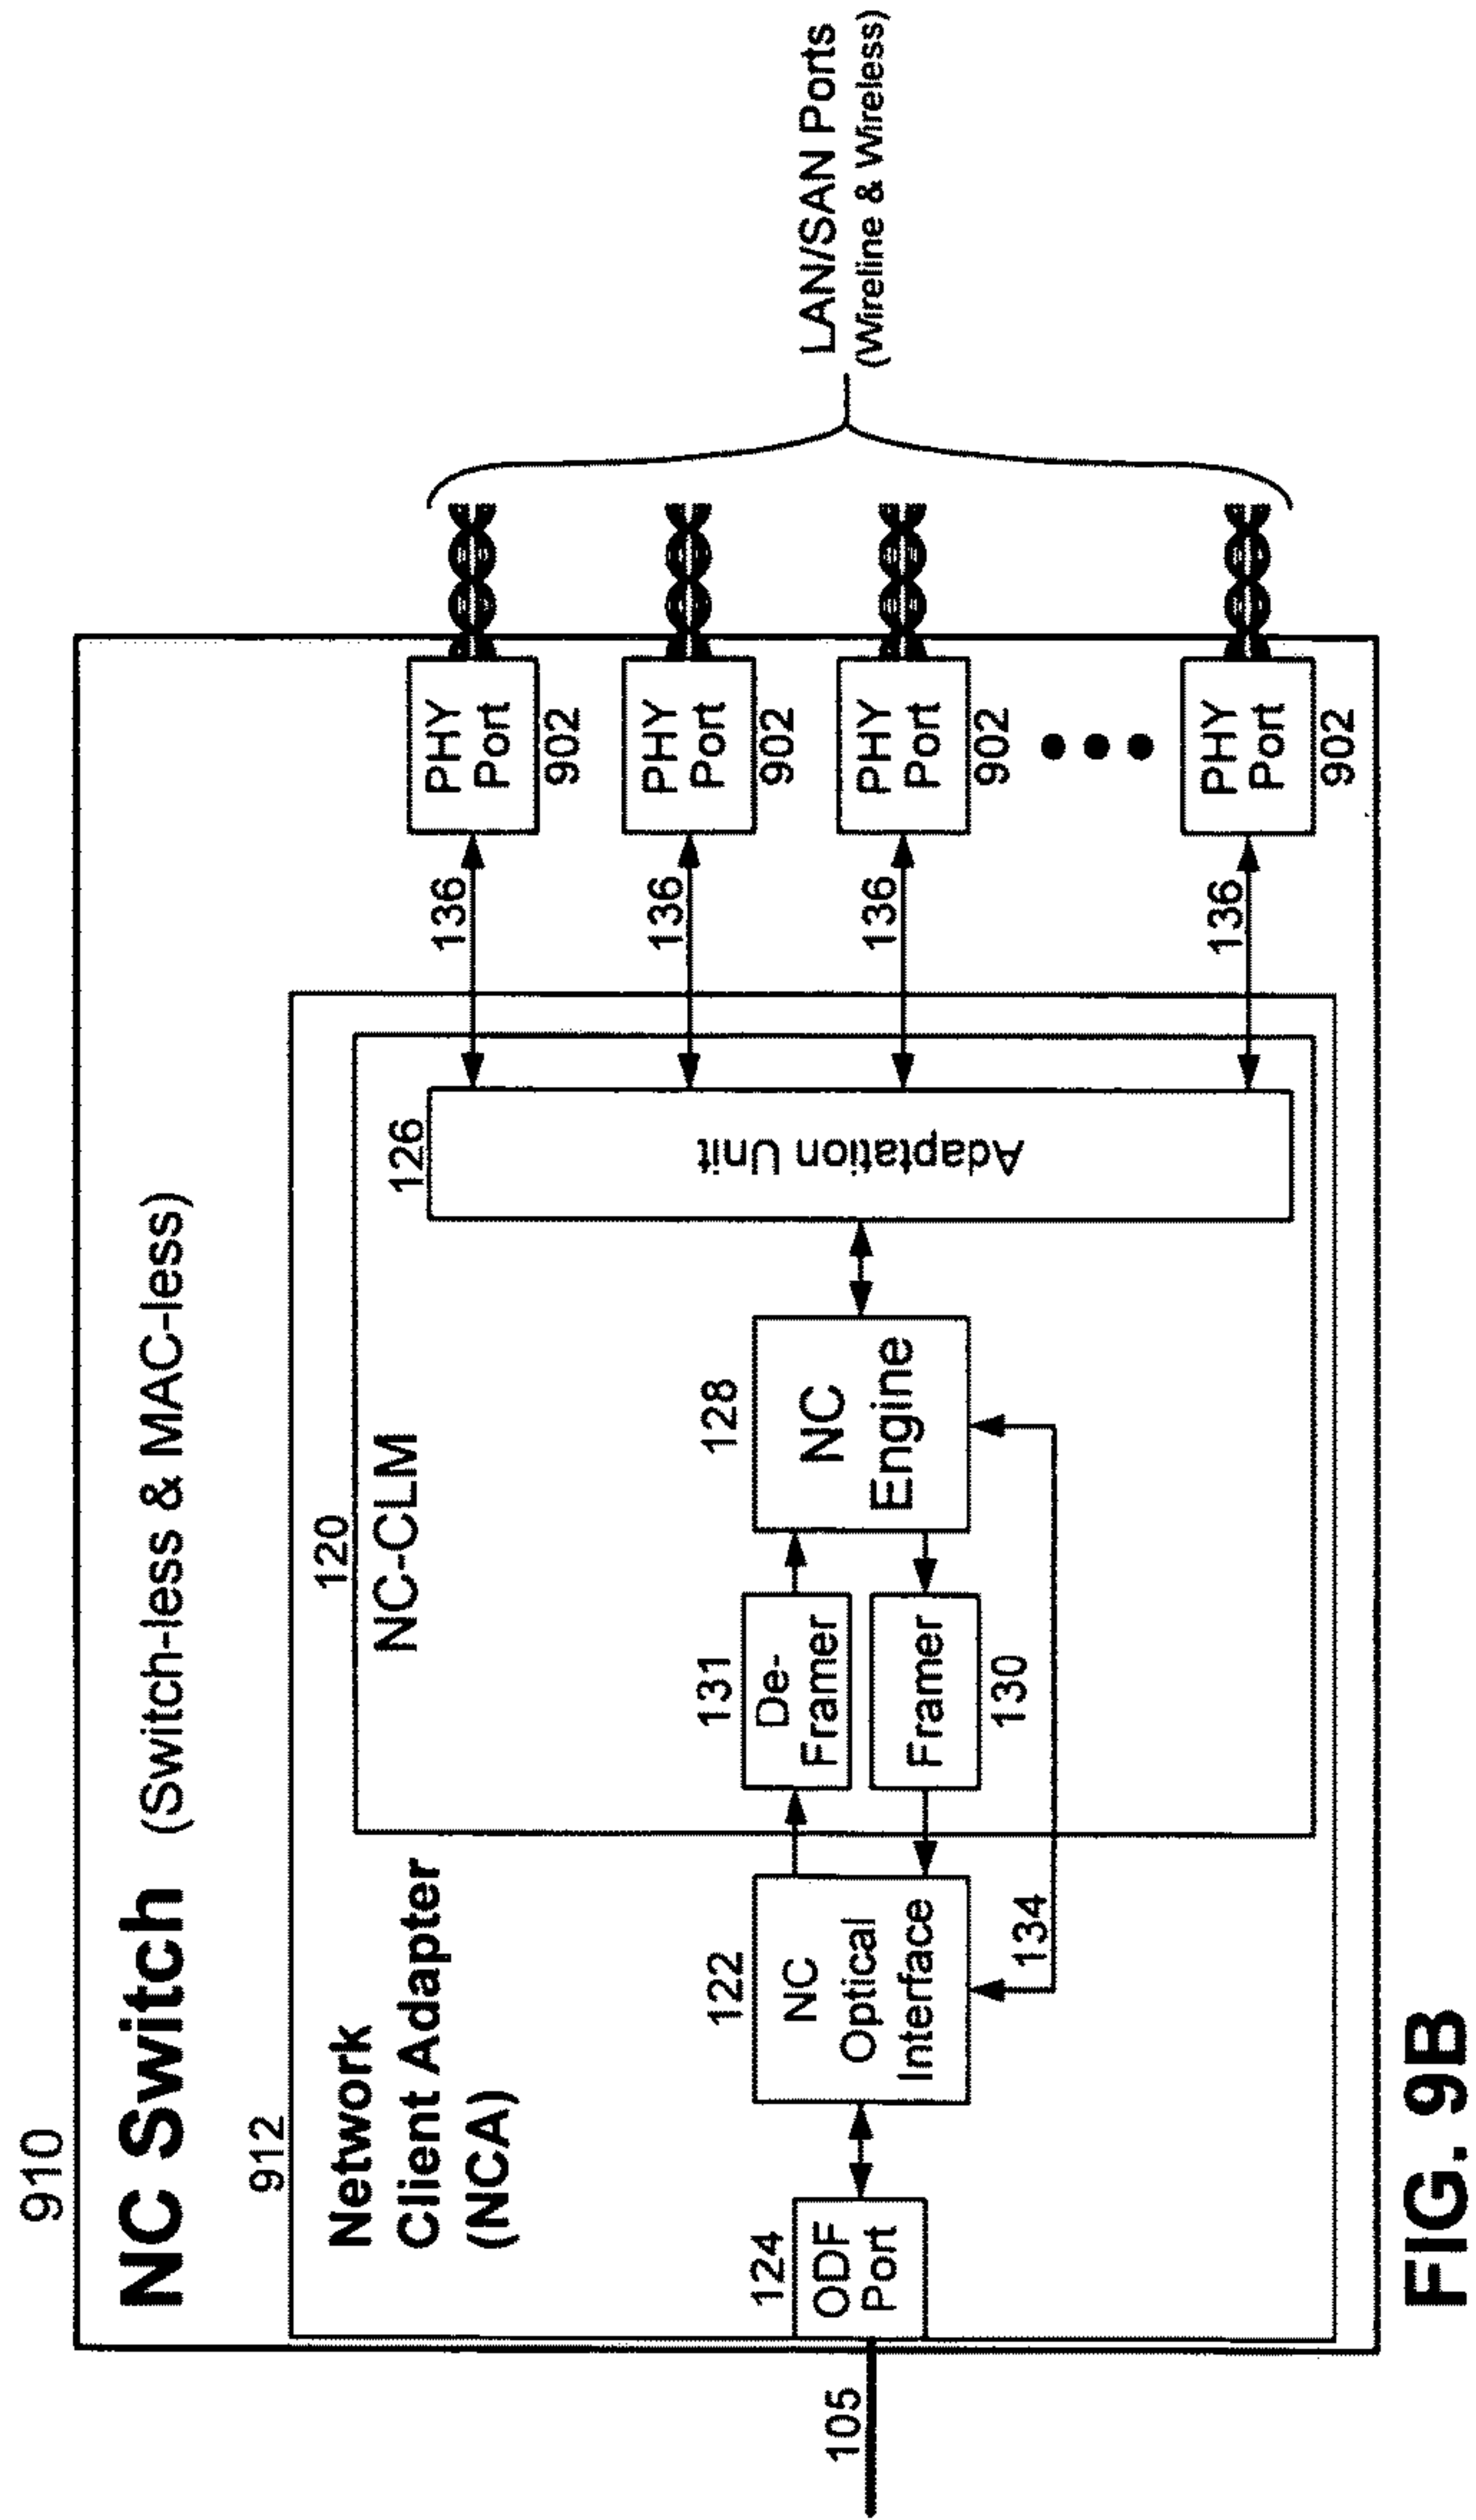 910
NC Switch (Switch-less & MAC-less)
912
Network
Client Adapter
(NCA)
120
NC-CLM
105
124
ODF
Port
122
NC
Optical
Interface
134
131
De-
Framer
Framer
130
128
NC
Engine
126
Adaptation Unit
136
PHY
Port
902
136
PHY
Port
902
136
PHY
Port
902
136
PHY
Port
902
LAN/SAN Ports
(Wireline & Wireless)
FIG. 9B